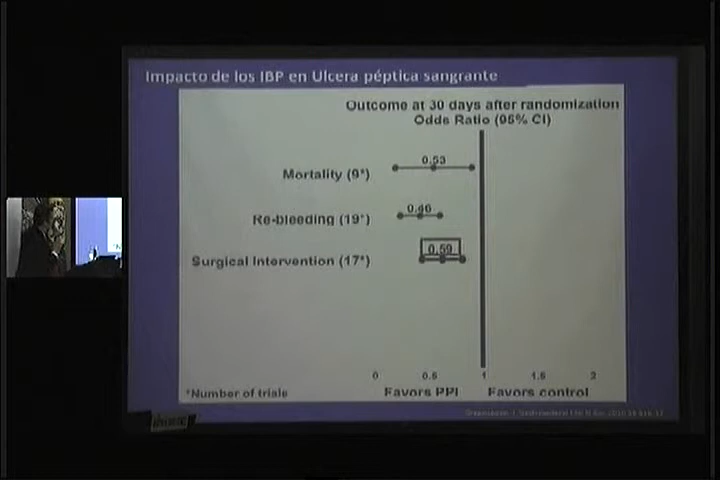 Impacto de los IBP en Ulcera péptica sangrante
Outcome at 30 days after randomization
Odds Ratio (95% CI)
0.53
Mortality (9*)
0.46
Re-bleeding (19*)
0.59
Surgical Intervention (17*)
0 0.5 1 1.5 2
*Number of trials
Favors PPI Favors control